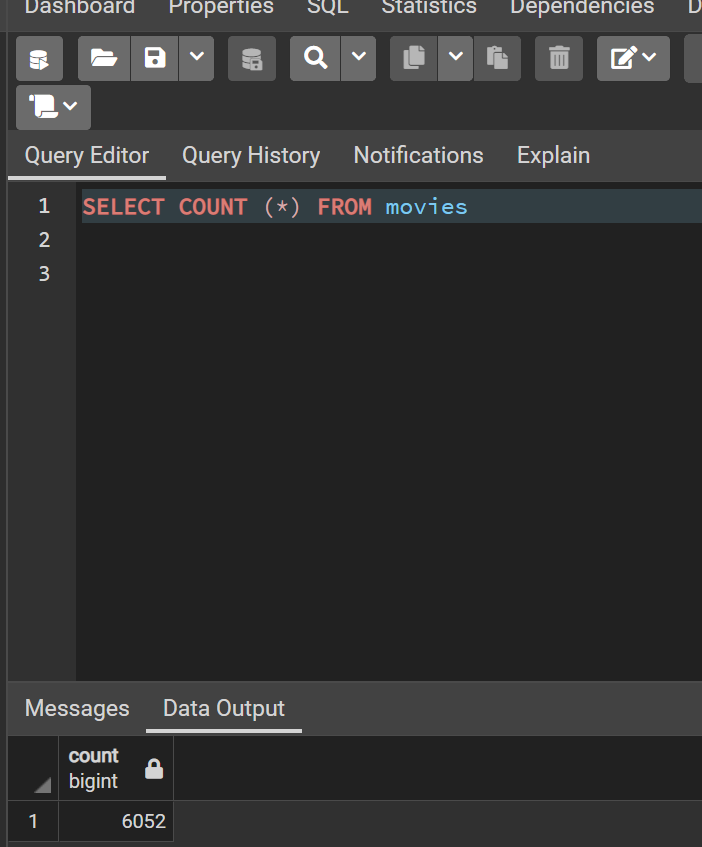 Dashboard Properties SQL Statistics Dependencies
Query Editor Query History Notifications Explain
1 SELECT COUNT (*) FROM movies
2
3
Messages Data Output
count
bigint
1 6052